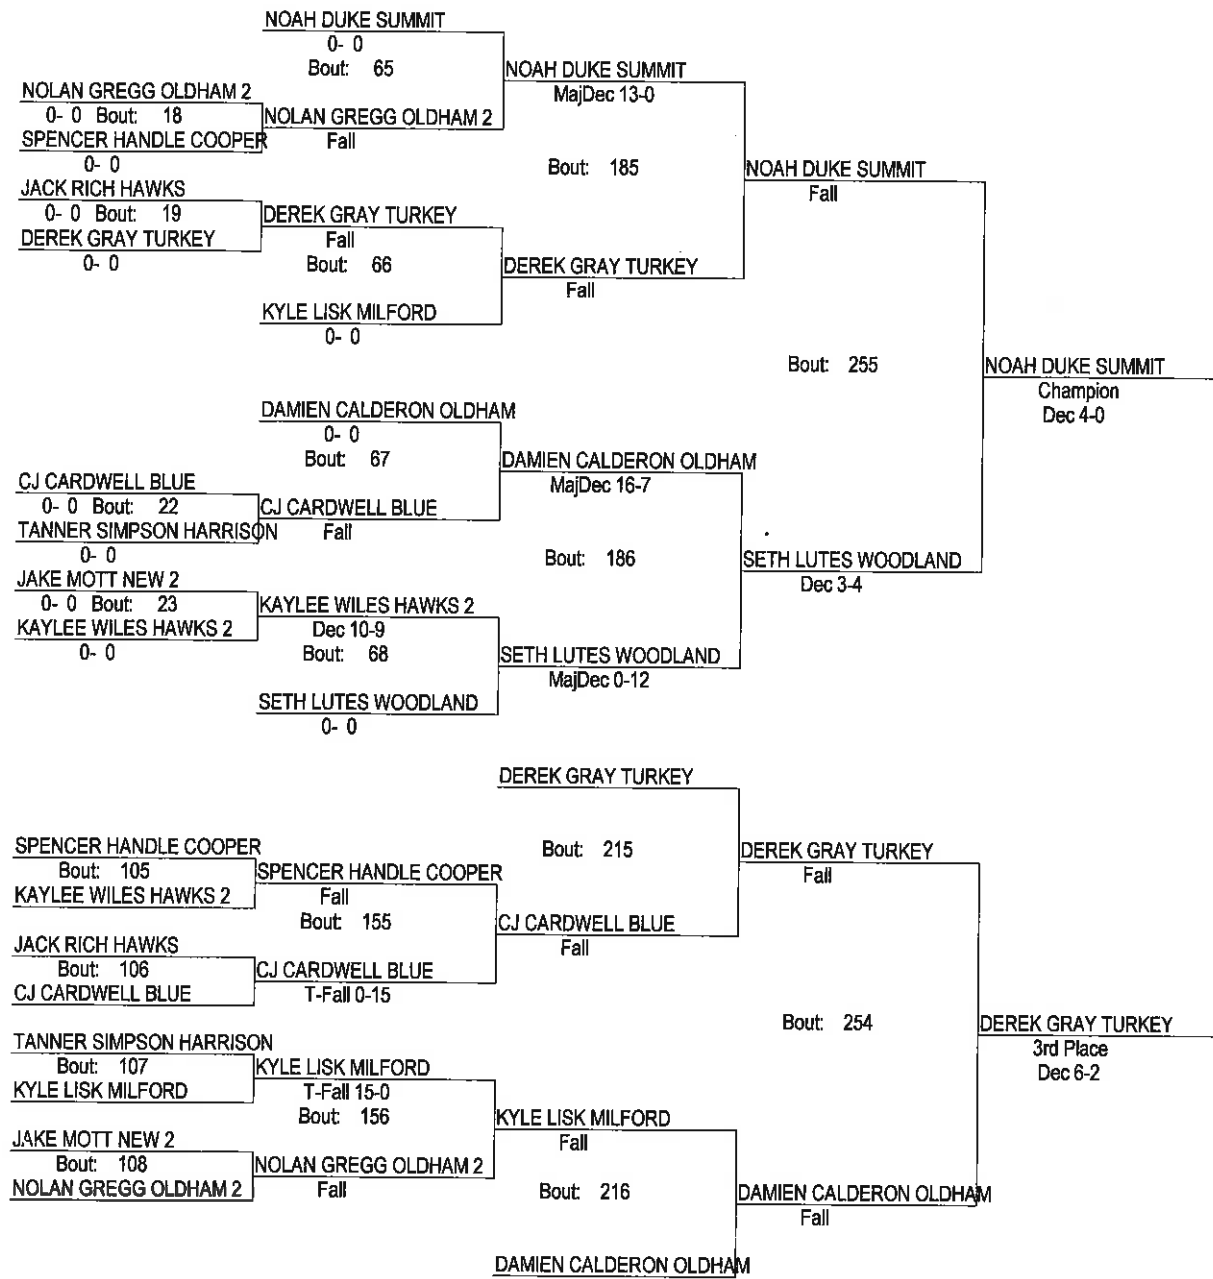 NOAH DUKE SUMMIT
0- 0
Bout: 65
NOAH DUKE SUMMIT
MajDec 13-0
NOLAN GREGG OLDHAM 2
0- 0 Bout: 18
NOLAN GREGG OLDHAM 2
Fall
SPENCER HANDLE COOPER
0- 0
Bout: 185
NOAH DUKE SUMMIT
Fall
JACK RICH HAWKS
0- 0 Bout: 19
DEREK GRAY TURKEY
Fall
DEREK GRAY TURKEY
0- 0
Bout: 66
DEREK GRAY TURKEY
Fall
KYLE LISK MILFORD
0- 0
Bout: 255
NOAH DUKE SUMMIT
Champion
Dec 4-0
DAMIEN CALDERON OLDHAM
0- 0
Bout: 67
DAMIEN CALDERON OLDHAM
MajDec 16-7
CJ CARDWELL BLUE
0- 0 Bout: 22
CJ CARDWELL BLUE
Fall
TANNER SIMPSON HARRISON
0- 0
Bout: 186
SETH LUTES WOODLAND
Dec 3-4
JAKE MOTT NEW 2
0- 0 Bout: 23
KAYLEE WILES HAWKS 2
Dec 10-9
KAYLEE WILES HAWKS 2
0- 0
Bout: 68
SETH LUTES WOODLAND
MajDec 0-12
SETH LUTES WOODLAND
0- 0
DEREK GRAY TURKEY
Bout: 215
DEREK GRAY TURKEY
Fall
SPENCER HANDLE COOPER
Bout: 105
SPENCER HANDLE COOPER
Fall
KAYLEE WILES HAWKS 2
Bout: 155
CJ CARDWELL BLUE
Fall
JACK RICH HAWKS
Bout: 106
CJ CARDWELL BLUE
T-Fall 0-15
CJ CARDWELL BLUE
Bout: 254
DEREK GRAY TURKEY
3rd Place
Dec 6-2
TANNER SIMPSON HARRISON
Bout: 107
KYLE LISK MILFORD
T-Fall 15-0
KYLE LISK MILFORD
Bout: 156
KYLE LISK MILFORD
Fall
JAKE MOTT NEW 2
Bout: 108
NOLAN GREGG OLDHAM 2
Fall
NOLAN GREGG OLDHAM 2
Bout: 216
DAMIEN CALDERON OLDHAM
Fall
DAMIEN CALDERON OLDHAM